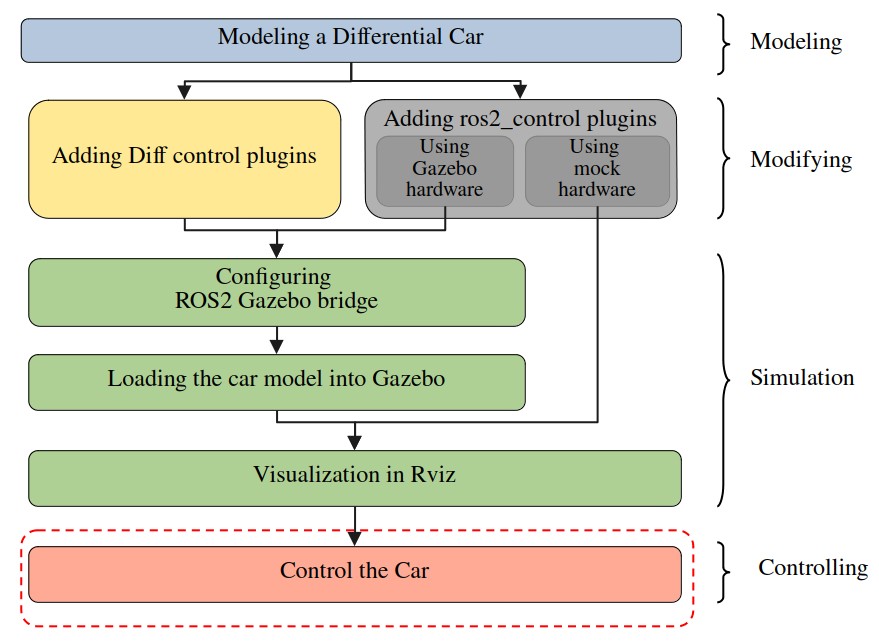 Modeling a Differential Car
Modeling
Adding Diff control plugins
Adding ros2_control plugins
Using
Gazebo
hardware
Using
mock
hardware
Modifying
Configuring
ROS2 Gazebo bridge
Loading the car model into Gazebo
Simulation
Visualization in Rviz
Control the Car
Controlling